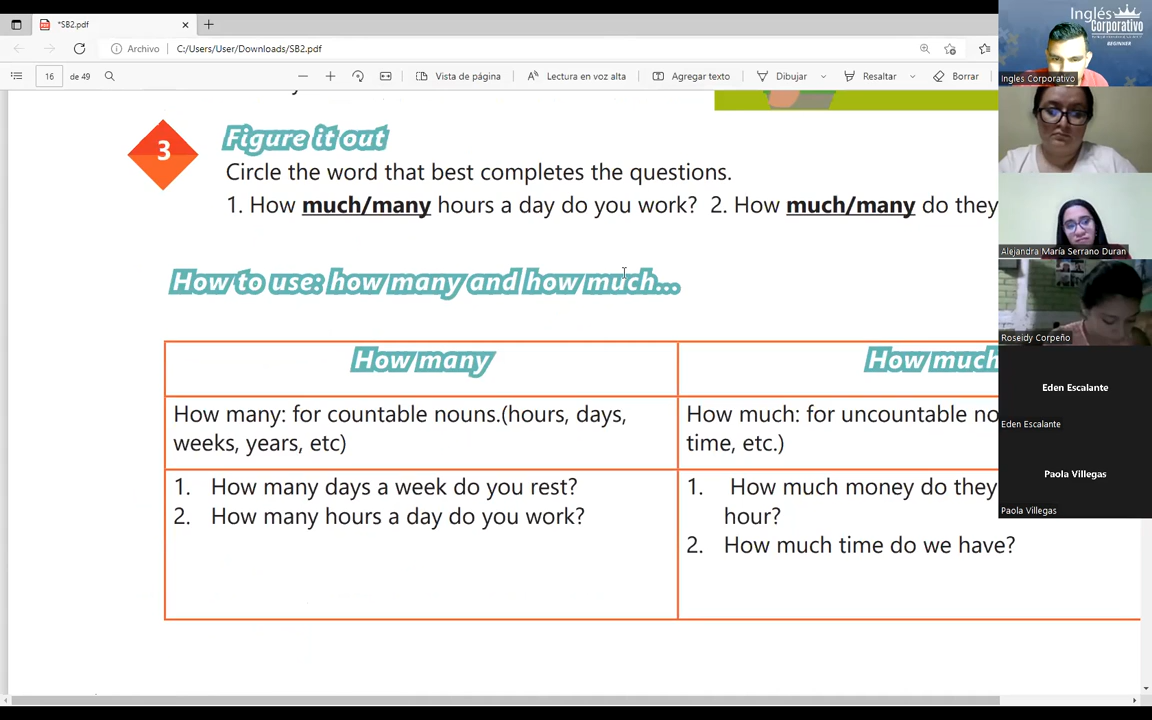 *SB2.pdf
Archivo
C:/Users/User/Downloads/SB2.pdf
16
de 49
Vista de página
Lectura en voz alta
Agregar texto
Dibujar
Resaltar
Borrar
3
Figure it out
Circle the word that best completes the questions.
1. How much/many hours a day do you work? 2. How much/many do they
How to use: how many and how much...
How many
How much
How many: for countable nouns.(hours, days,
weeks, years, etc)
How much: for uncountable no
time, etc.)
1. How many days a week do you rest?
2. How many hours a day do you work?
1. How much money do they
hour?
2. How much time do we have?
Inglés
Corporativo
BEGINNER
Ingles Corporativo
Alejandra María Serrano Duran
Roseidy Corpeño
Eden Escalante
Eden Escalante
Paola Villegas
Paola Villegas